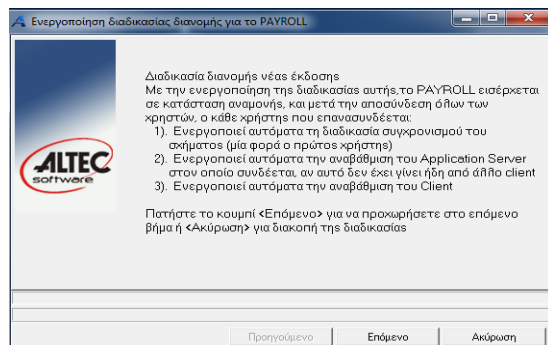 Ενεργοποίηση διαδικασίας διανομής για το PAYROLL
Διαδικασία διανομής νέας έκδοσης
Με την ενεργοποίηση της διαδικασίας αυτής,το PAYROLL εισέρχεται
σε κατάσταση αναμονής, και μετά την αποσύνδεση όλων των
χρηστών, ο κάθε χρήστης που επανασυνδέεται:
1). Ενεργοποιεί αυτόματα τη διαδικασία συγχρονισμού του
σχήματος (μία φορά ο πρώτος χρήστης)
2). Ενεργοποιεί αυτόματα την αναβάθμιση του Application Server
στον οποίο συνδέεται, αν αυτό δεν έχει γίνει ήδη από άλλο client
3). Ενεργοποιεί αυτόματα την αναβάθμιση του Client
ALTEC
software
Πατήστε το κουμπί <Επόμενο> για να προχωρήσετε στο επόμενο
βήμα ή <Ακύρωση> για διακοπή της διαδικασίας
Προηγούμενο Επόμενο Ακύρωση